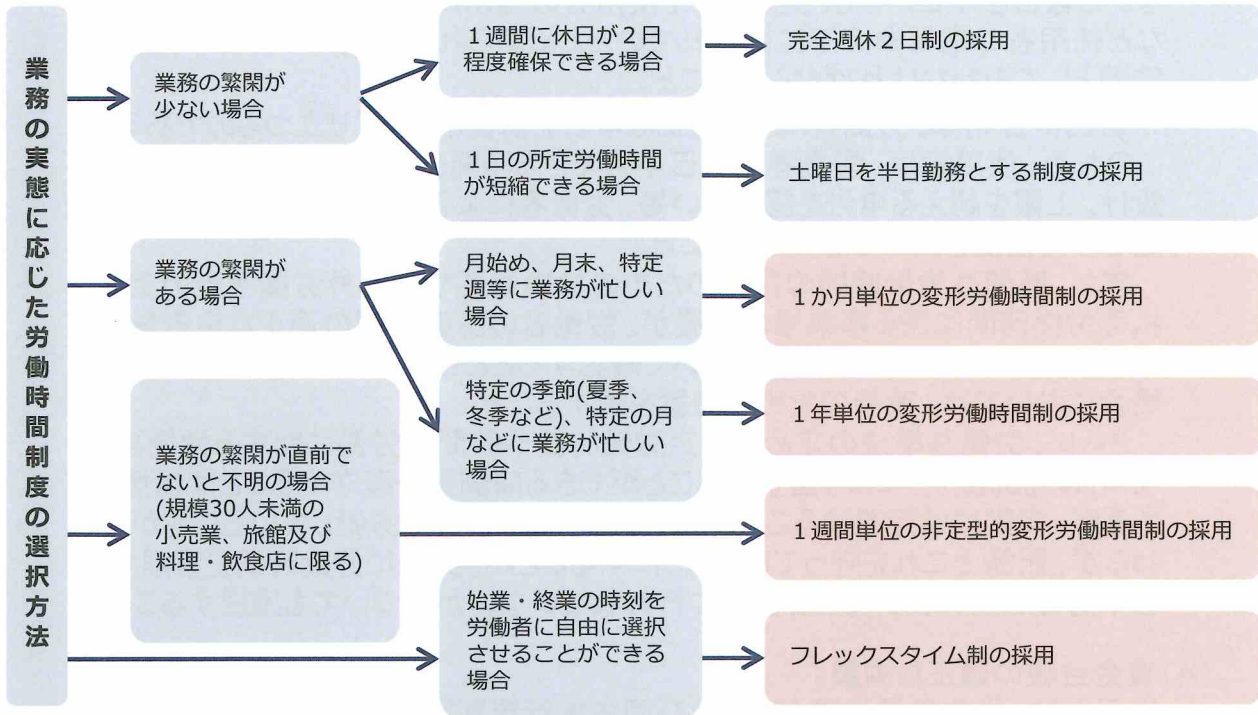 業務の実態に応じた労働時間制度の選択方法
業務の繁閑が
少ない場合
1週間に休日が2日
程度確保できる場合
完全週休2日制の採用
1日の所定労働時間
が短縮できる場合
土曜日を半日勤務とする制度の採用
業務の繁閑が
ある場合
月始め、月末、特定
週等に業務が忙しい
場合
1か月単位の変形労働時間制の採用
特定の季節(夏季、
冬季など)、特定の月
などに業務が忙しい
場合
1年単位の変形労働時間制の採用
業務の繁閑が直前で
ないと不明の場合
(規模30人未満の
小売業、旅館及び
料理・飲食店に限る)
1週間単位の非定型的変形労働時間制の採用
始業・終業の時刻を
労働者に自由に選択
させることができる
場合
フレックスタイム制の採用